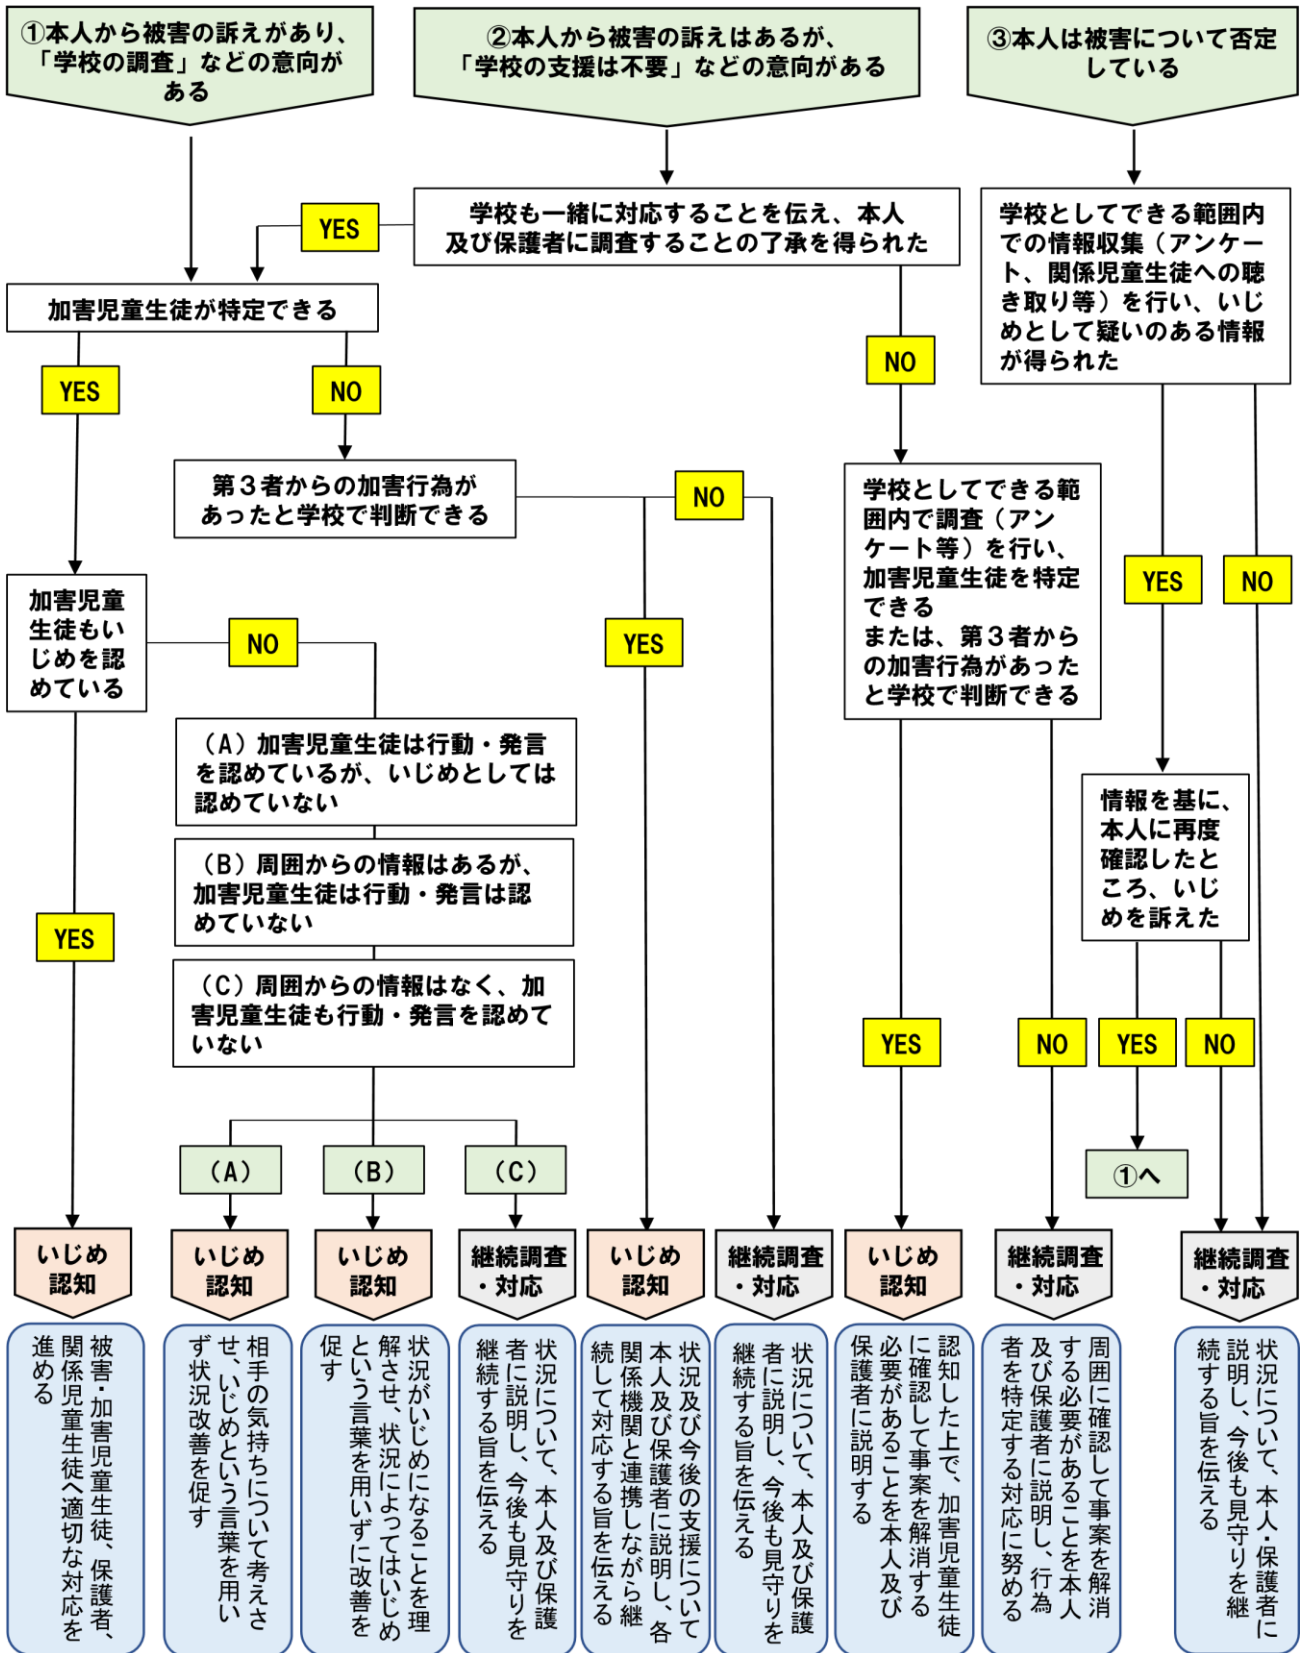 ①本人から被害の訴えがあり、
「学校の調査」などの意向が
ある
②本人から被害の訴えはあるが、
「学校の支援は不要」などの意向がある
③本人は被害について否定
している
YES
学校も一緒に対応することを伝え、本人
及び保護者に調査することの了承を得られた
学校としてできる範囲内
での情報収集（アンケー
ト、関係児童生徒への聴
き取り等）を行い、いじ
めとして疑いのある情報
が得られた
加害児童生徒が特定できる
YES
NO
NO
第３者からの加害行為が
あったと学校で判断できる
NO
学校としてできる範
囲内で調査（アン
ケート等）を行い、
加害児童生徒を特定
できる
または、第３者から
の加害行為があった
と学校で判断できる
YES
NO
加害児童
生徒もい
じめを認
めている
NO
YES
（A）加害児童生徒は行動・発言
を認めているが、いじめとしては
認めていない
（B）周囲からの情報はあるが、
加害児童生徒は行動・発言は認
めていない
（C）周囲からの情報はなく、加
害児童生徒も行動・発言を認めて
いない
情報を基に、
本人に再度
確認したと
ころ、いじ
めを訴えた
YES
YES
NO
YES
NO
（A）
（B）
（C）
①へ
いじめ
認知
いじめ
認知
いじめ
認知
継続調査
・対応
いじめ
認知
継続調査
・対応
いじめ
認知
継続調査
・対応
継続調査
・対応
被害・加害児童生徒、保護者、
関係児童生徒へ適切な対応を
進める
相手の気持ちについて考えさ
せ、いじめという言葉を用い
ず状況改善を促す
状況がいじめになることを理
解させ、状況によってはいじめ
という言葉を用いずに改善を
促す
状況について、本人及び保護
者に説明し、今後も見守りを
継続する旨を伝える
状況及び今後の支援について
本人及び保護者に説明し、各
関係機関と連携しながら継
続して対応する旨を伝える
状況について、本人及び保護
者に説明し、今後も見守りを
継続する旨を伝える
認知した上で、加害児童生徒
に確認して事案を解消する
必要があることを本人及び
保護者に説明する
周囲に確認して事案を解消
する必要があることを本人
及び保護者に説明し、行為
者を特定する対応に努める
状況について、本人・保護者に
説明し、今後も見守りを継
続する旨を伝える